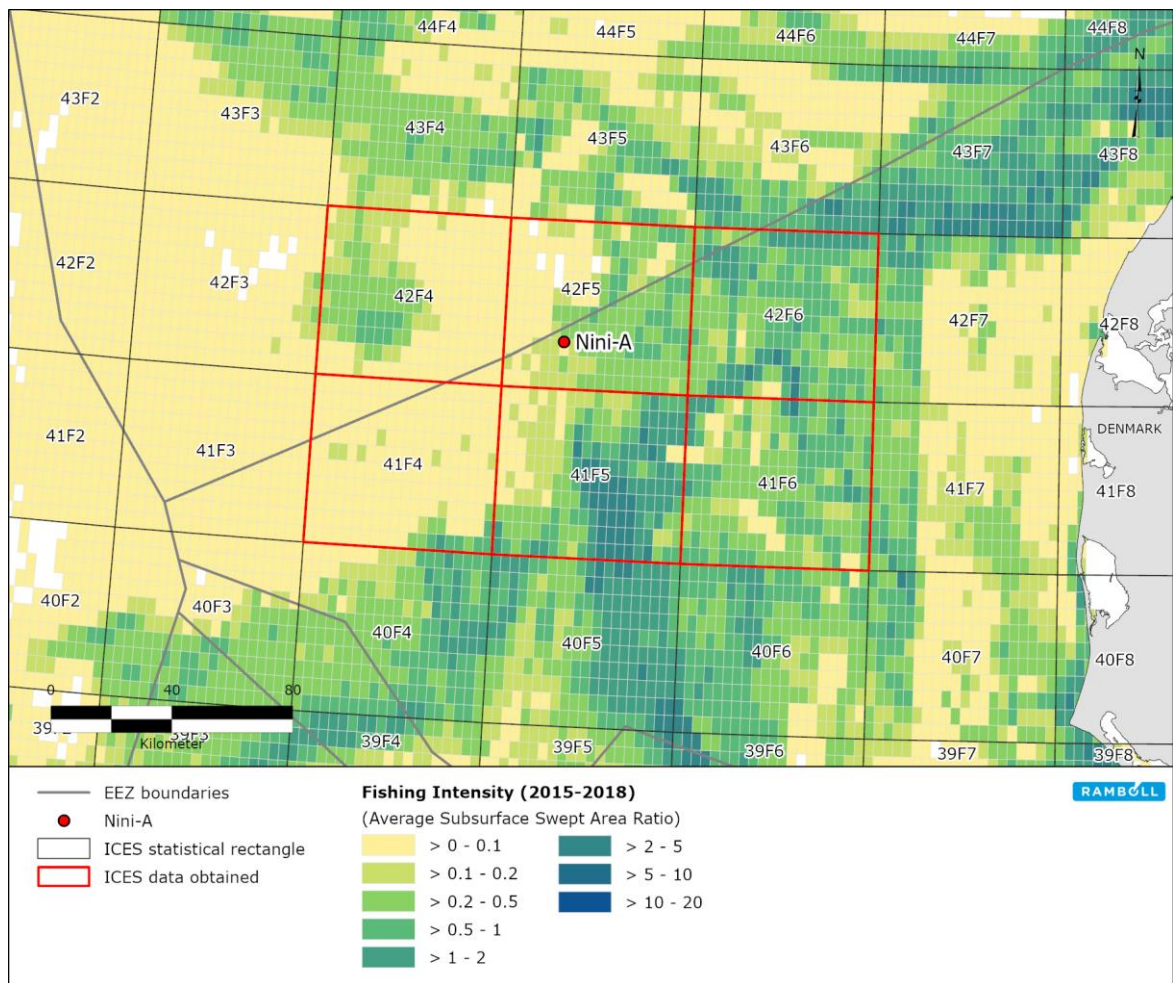 44F4
44F5
44F6
44F7
44F8
N
43F2
43F3
43F4
43F5
43F6
43F7
43F8
42F2
42F3
42F4
42F5
42F6
42F7
42F8
Nini-A
DENMARK
41F2
41F3
41F4
41F5
41F6
41F7
41F8
40F2
40F3
40F4
40F5
40F6
40F7
40F8
0 40 80
Kilometer
39F3
39F4
39F5
39F6
39F7
39F8
EEZ boundaries
Nini-A
ICES statistical rectangle
ICES data obtained
Fishing Intensity (2015-2018)
(Average Subsurface Swept Area Ratio)
> 0 - 0.1
> 0.1 - 0.2
> 0.2 - 0.5
> 0.5 - 1
> 1 - 2
> 2 - 5
> 5 - 10
> 10 - 20
RAMBOLL